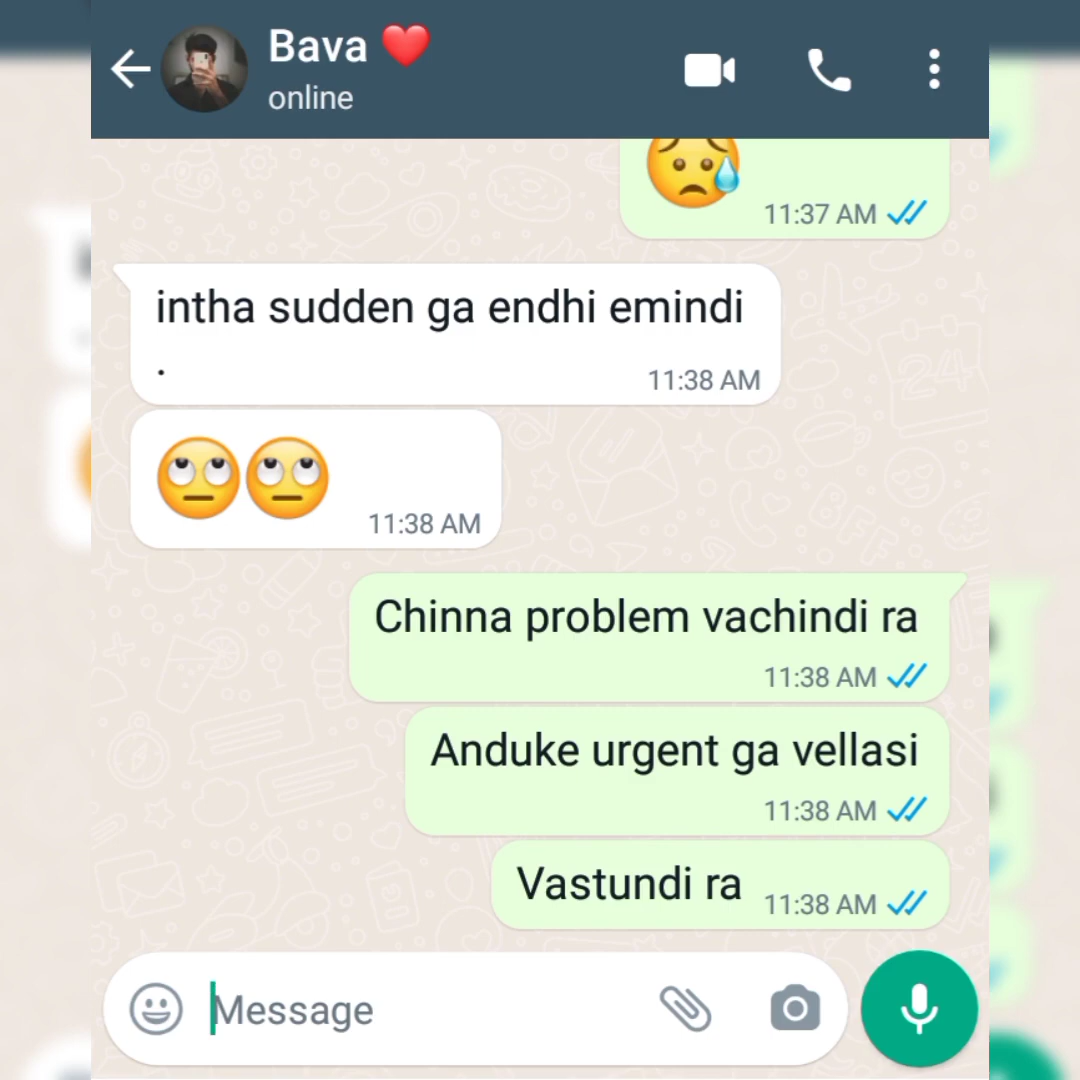 Bava ❤️
online
😥
11:37 AM
intha sudden ga endhi emindi
.
11:38 AM
🙄🙄
11:38 AM
Chinna problem vachindi ra
11:38 AM
Anduke urgent ga vellasi
11:38 AM
Vastundi ra 11:38 AM
Message